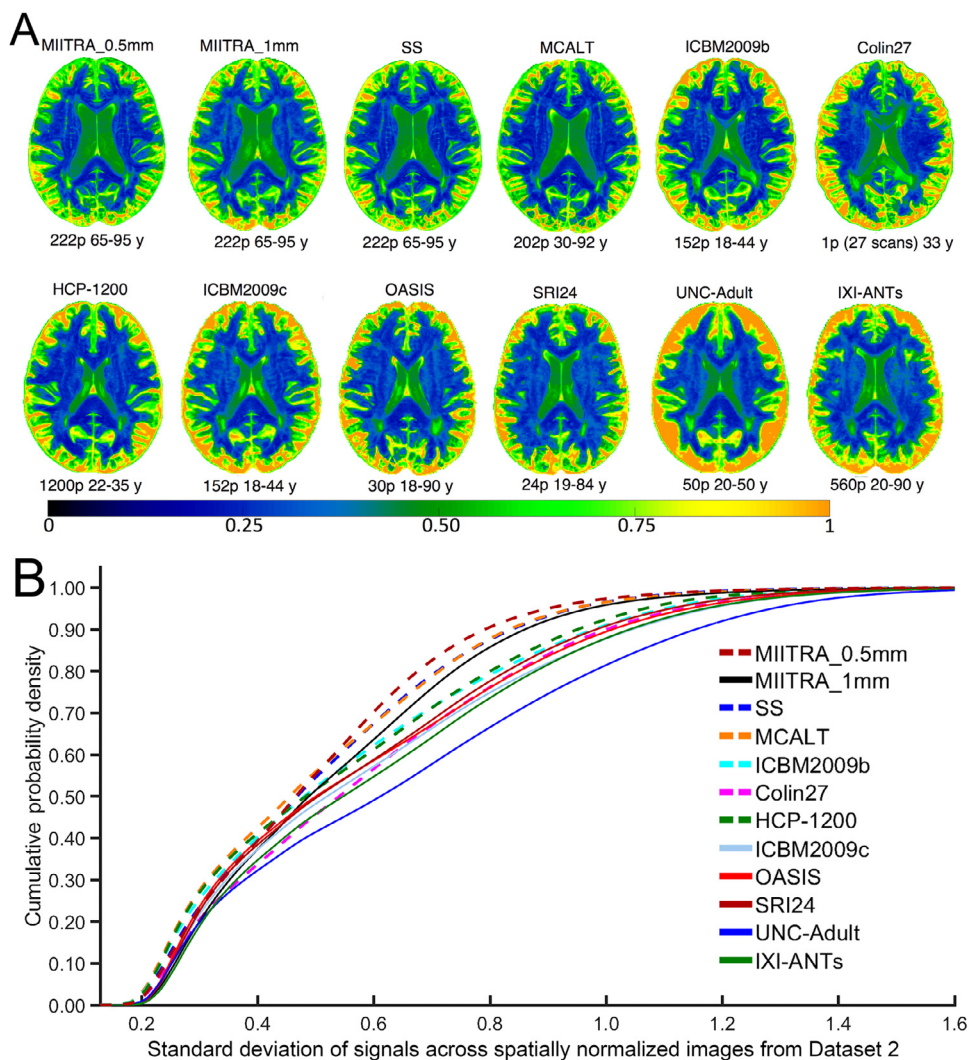 A
MIITRA_0.5mm MIITRA_1mm SS MCALT ICBM2009b Colin27
222p 65-95 y 222p 65-95 y 222p 65-95 y 202p 30-92 y 152p 18-44 y 1p (27 scans) 33 y
HCP-1200 ICBM2009c OASIS SRI24 UNC-Adult IXI-ANTs
1200p 22-35 y 152p 18-44 y 30p 18-90 y 24p 19-84 y 50p 20-50 y 560p 20-90 y
0 0.25 0.50 0.75 1
B
Cumulative probability density
1.00
0.90
0.80
0.70
0.60
0.50
0.40
0.30
0.20
0.10
0.00
MIITRA_0.5mm
MIITRA_1mm
SS
MCALT
ICBM2009b
Colin27
HCP-1200
ICBM2009c
OASIS
SRI24
UNC-Adult
IXI-ANTs
0.2 0.4 0.6 0.8 1.0 1.2 1.4 1.6
Standard deviation of signals across spatially normalized images from Dataset 2